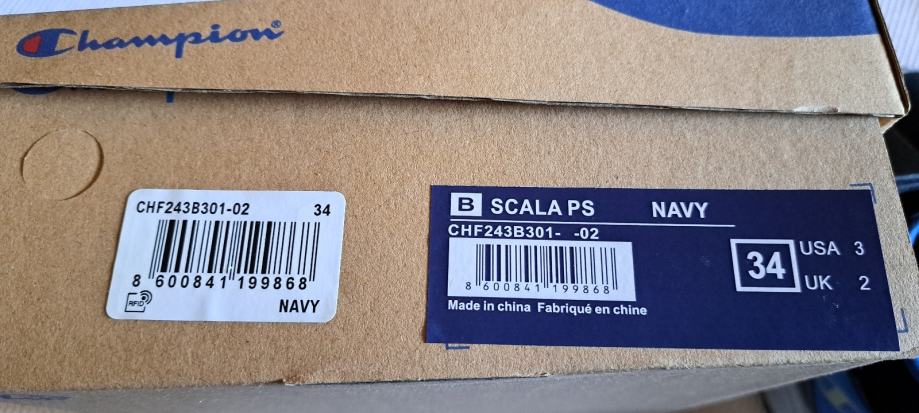 Champion®
CHF243B301-02 34
8 600841 199868
RFID
NAVY
B SCALA PS NAVY
CHF243B301- -02
8 600841 199868
Made in china Fabriqué en chine
34
USA 3
UK 2